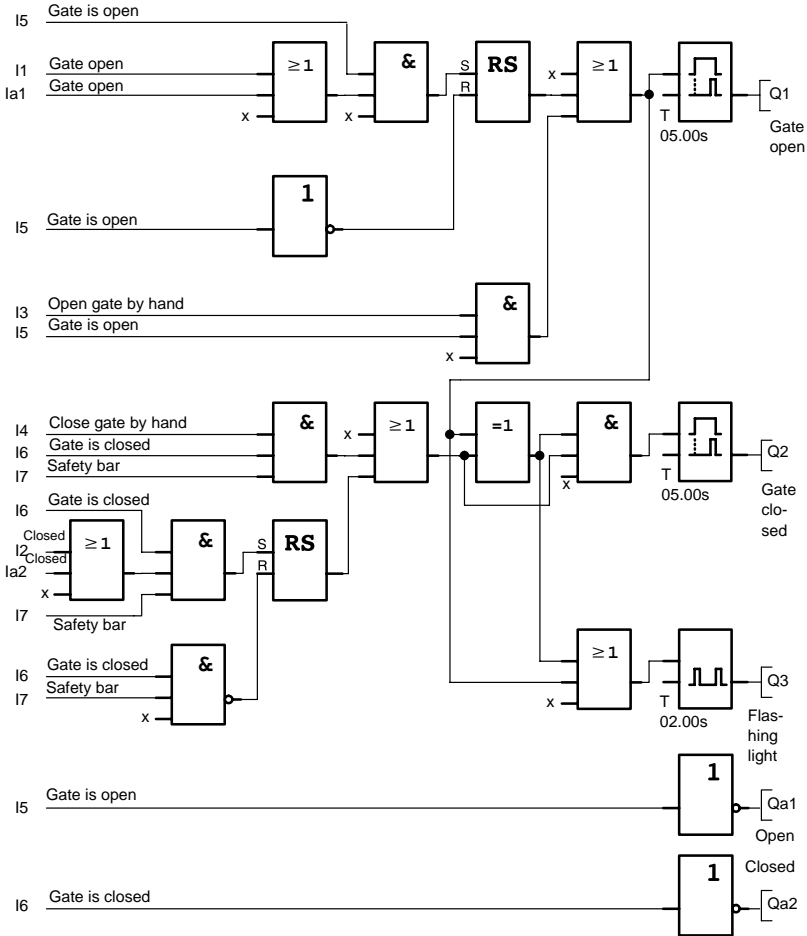 I5 Gate is open
≥1 & RS ≥1
I1 Gate open x
Ia1 Gate open S R Q1
x x T
05.00s
Gate
open
1
I5 Gate is open
I3 Open gate by hand &
I5 Gate is open
x
I4 Close gate by hand & x ≥1 =1 &
I6 Gate is closed Q2
I7 Safety bar x T
05.00s
Gate
clo-
sed
I6 Gate is closed
Closed ≥1 & S RS
I2 Closed
Ia2 R
x
I7
Safety bar
≥1
I6 Gate is closed &
I7 Safety bar Q3
x x T
02.00s
Flas-
hing
light
1
I5 Gate is open Qa1
Open
1 Closed
I6 Gate is closed Qa2